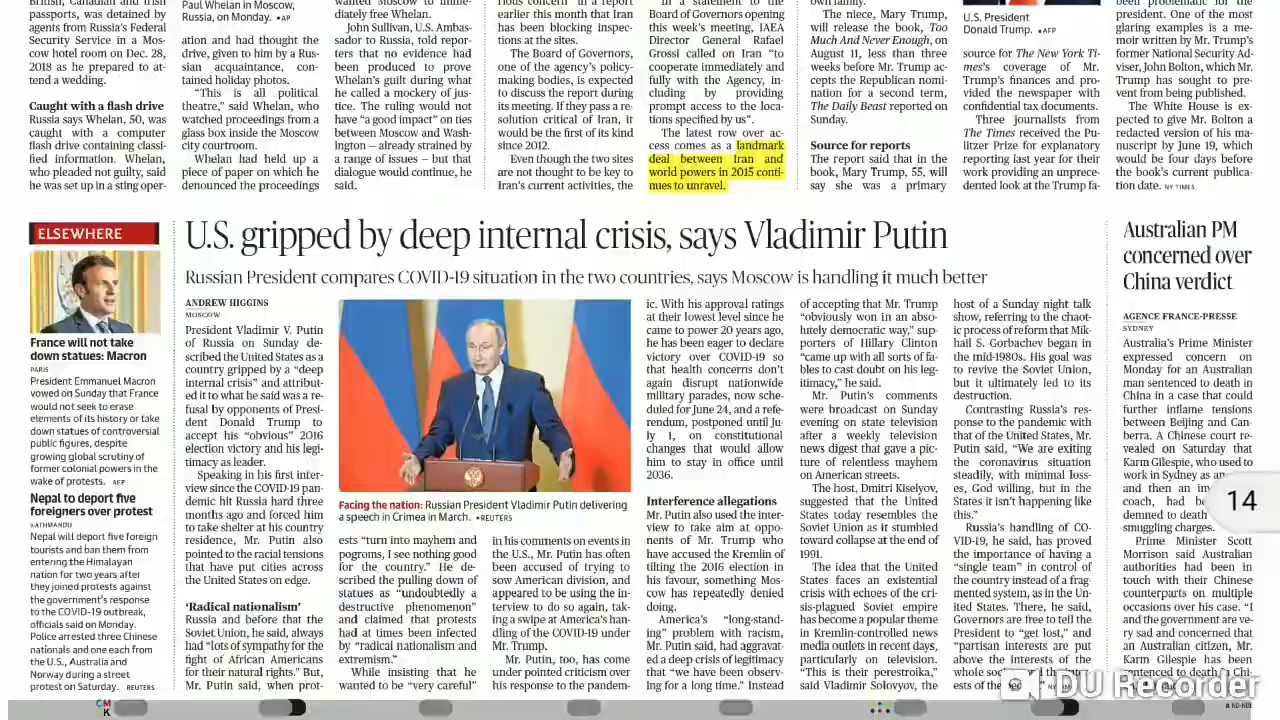 British, Canadian and Irish
passports, was detained by
agents from Russia's Federal
Security Service in a Mos-
cow hotel room on Dec. 28,
2018 as he prepared to at-
tend a wedding.
Caught with a flash drive
Russia says Whelan, 50, was
caught with a computer
flash drive containing classi-
fied information. Whelan,
who pleaded not guilty, said
he was set up in a sting oper-
Paul Whelan in Moscow,
Russia, on Monday. •AP
ation and had thought the
drive, given to him by a Rus-
sian acquaintance, con-
tained holiday photos.
"This is all political
theatre," said Whelan, who
watched proceedings from a
glass box inside the Moscow
city courtroom.
Whelan had held up a
piece of paper on which he
denounced the proceedings
wanted Moscow to imme-
diately free Whelan.
John Sullivan, U.S. Ambas-
sador to Russia, told repor-
ters that no evidence had
been produced to prove
Whelan's guilt during what
he called a mockery of jus-
tice. The ruling would not
have "a good impact" on ties
between Moscow and Wash-
ington — already strained by
a range of issues — but that
dialogue would continue, he
said.
rious concern" in a report
earlier this month that Iran
has been blocking inspec-
tions at the sites.
The Board of Governors,
one of the agency's policy-
making bodies, is expected
to discuss the report during
its meeting. If they pass a re-
solution critical of Iran, it
would be the first of its kind
since 2012.
Even though the two sites
are not thought to be key to
Iran's current activities, the
In a statement to the
Board of Governors opening
this week's meeting, IAEA
Director General Rafael
Grossi called on Iran "to
cooperate immediately and
fully with the Agency, in-
cluding by providing
prompt access to the loca-
tions specified by us".
The latest row over ac-
cess comes as a landmark
deal between Iran and
world powers in 2015 conti-
nues to unravel.
own family.
The niece, Mary Trump,
will release the book, Too
Much And Never Enough, on
August 11, less than three
weeks before Mr. Trump ac-
cepts the Republican nomi-
nation for a second term,
The Daily Beast reported on
Sunday.
Source for reports
The report said that in the
book, Mary Trump, 55, will
say she was a primary
U.S. President
Donald Trump. •AFP
source for The New York Ti-
mes's coverage of Mr.
Trump's finances and pro-
vided the newspaper with
confidential tax documents.
Three journalists from
The Times received the Pu-
litzer Prize for explanatory
reporting last year for their
work providing an unprece-
dented look at the Trump fa-
been problematic for the
president. One of the most
glaring examples is a me-
moir written by Mr. Trump's
former National Security Ad-
viser, John Bolton, which Mr.
Trump has sought to pre-
vent from being published.
The White House is ex-
pected to give Mr. Bolton a
redacted version of his ma-
nuscript by June 19, which
would be four days before
the book's current publica-
tion date. NY TIMES
ELSEWHERE
France will not take
down statues: Macron
PARIS
President Emmanuel Macron
vowed on Sunday that France
would not seek to erase
elements of its history or take
down statues of controversial
public figures, despite
growing global scrutiny of
former colonial powers in the
wake of protests. AFP
Nepal to deport five
foreigners over protest
KATHMANDU
Nepal will deport five foreign
tourists and ban them from
entering the Himalayan
nation for two years after
they joined protests against
the government's response
to the COVID-19 outbreak,
officials said on Monday.
Police arrested three Chinese
nationals and one each from
the U.S., Australia and
Norway during a street
protest on Saturday. REUTERS
U.S. gripped by deep internal crisis, says Vladimir Putin
Russian President compares COVID-19 situation in the two countries, says Moscow is handling it much better
ANDREW HIGGINS
MOSCOW
President Vladimir V. Putin
of Russia on Sunday de-
scribed the United States as a
country gripped by a "deep
internal crisis" and attribut-
ed it to what he said was a re-
fusal by opponents of Presi-
dent Donald Trump to
accept his "obvious" 2016
election victory and his legi-
timacy as leader.
Speaking in his first inter-
view since the COVID-19 pan-
demic hit Russia hard three
months ago and forced him
to take shelter at his country
residence, Mr. Putin also
pointed to the racial tensions
that have put cities across
the United States on edge.
'Radical nationalism'
Russia and before that the
Soviet Union, he said, always
had "lots of sympathy for the
fight of African Americans
for their natural rights." But,
Mr. Putin said, when prot-
Facing the nation: Russian President Vladimir Putin delivering
a speech in Crimea in March. •REUTERS
ests "turn into mayhem and
pogroms, I see nothing good
for the country." He de-
scribed the pulling down of
statues as "undoubtedly a
destructive phenomenon"
and claimed that protests
had at times been infected
by "radical nationalism and
extremism."
While insisting that he
wanted to be "very careful"
in his comments on events in
the U.S., Mr. Putin has often
been accused of trying to
sow American division, and
appeared to be using the in-
terview to do so again, tak-
ing a swipe at America's han-
dling of the COVID-19 under
Mr. Trump.
Mr. Putin, too, has come
under pointed criticism over
his response to the pandem-
ic. With his approval ratings
at their lowest level since he
came to power 20 years ago,
he has been eager to declare
victory over COVID-19 so
that health concerns don't
again disrupt nationwide
military parades, now sche-
duled for June 24, and a refe-
rendum, postponed until Ju-
ly 1, on constitutional
changes that would allow
him to stay in office until
2036.
Interference allegations
Mr. Putin also used the inter-
view to take aim at oppo-
nents of Mr. Trump who
have accused the Kremlin of
tilting the 2016 election in
his favour, something Mos-
cow has repeatedly denied
doing.
America's "long-stand-
ing" problem with racism,
Mr. Putin said, had aggravat-
ed a deep crisis of legitimacy
that "we have been observ-
ing for a long time." Instead
of accepting that Mr. Trump
"obviously won in an abso-
lutely democratic way," sup-
porters of Hillary Clinton
"came up with all sorts of fa-
bles to cast doubt on his leg-
itimacy," he said.
Mr. Putin's comments
were broadcast on Sunday
evening on state television
after a weekly television
news digest that gave a pic-
ture of relentless mayhem
on American streets.
The host, Dmitri Kiselyov,
suggested that the United
States today resembles the
Soviet Union as it stumbled
toward collapse at the end of
1991.
The idea that the United
States faces an existential
crisis with echoes of the cri-
sis-plagued Soviet empire
has become a popular theme
in Kremlin-controlled news
media outlets in recent days,
particularly on television.
"This is their perestroika,"
said Vladimir Solovyov, the
host of a Sunday night talk
show, referring to the chaot-
ic process of reform that Mik-
hail S. Gorbachev began in
the mid-1980s. His goal was
to revive the Soviet Union,
but it ultimately led to its
destruction.
Contrasting Russia's res-
ponse to the pandemic with
that of the United States, Mr.
Putin said, "We are exiting
the coronavirus situation
steadily, with minimal loss-
es, God willing, but in the
States it isn't happening like
this."
Russia's handling of CO-
VID-19, he said, has proved
the importance of having a
"single team" in control of
the country instead of a frag-
mented system, as in the Un-
ited States. There, he said,
Governors are free to tell the
President to "get lost," and
"partisan interests are put
above the interests of the
whole
ests of the
Australian PM
concerned over
China verdict
AGENCE FRANCE-PRESSE
SYDNEY
Australia's Prime Minister
expressed concern on
Monday for an Australian
man sentenced to death in
China in a case that could
further inflame tensions
between Beijing and Can-
berra. A Chinese court re-
vealed on Saturday that
Karm Gilespie, who used to
work in Sydney as an
and then an
coach, had
demned to death
smuggling charges.
Prime Minister Scott
Morrison said Australian
authorities had been in
touch with their Chinese
counterparts on multiple
occasions over his case. "I
and the government are ve-
ry sad and concerned that
an Australian citizen, Mr.
Karm Gilespie has been
sentenced to death in Chi-
14
DU Recorder
CM
K